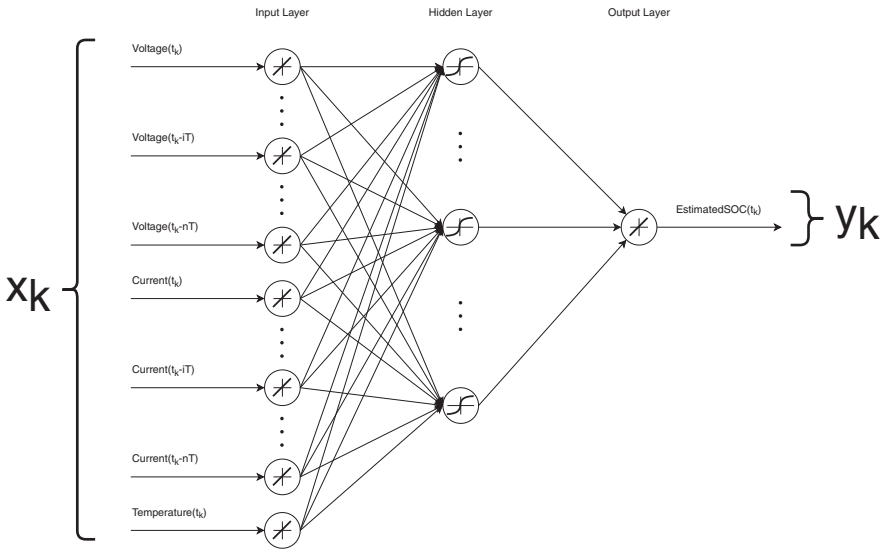 Input Layer Hidden Layer Output Layer
Voltage(tk)
Voltage(tk-iT)
Voltage(tk-nT)
Current(tk)
Current(tk-iT)
Current(tk-nT)
Temperature(tk)
xk
EstimatedSOC(tk)
yk